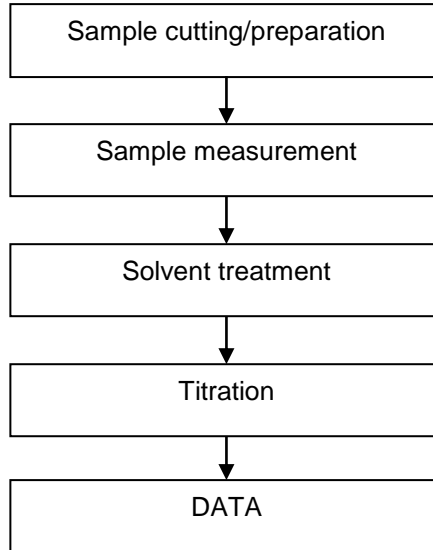 Sample cutting/preparation
Sample measurement
Solvent treatment
Titration
DATA